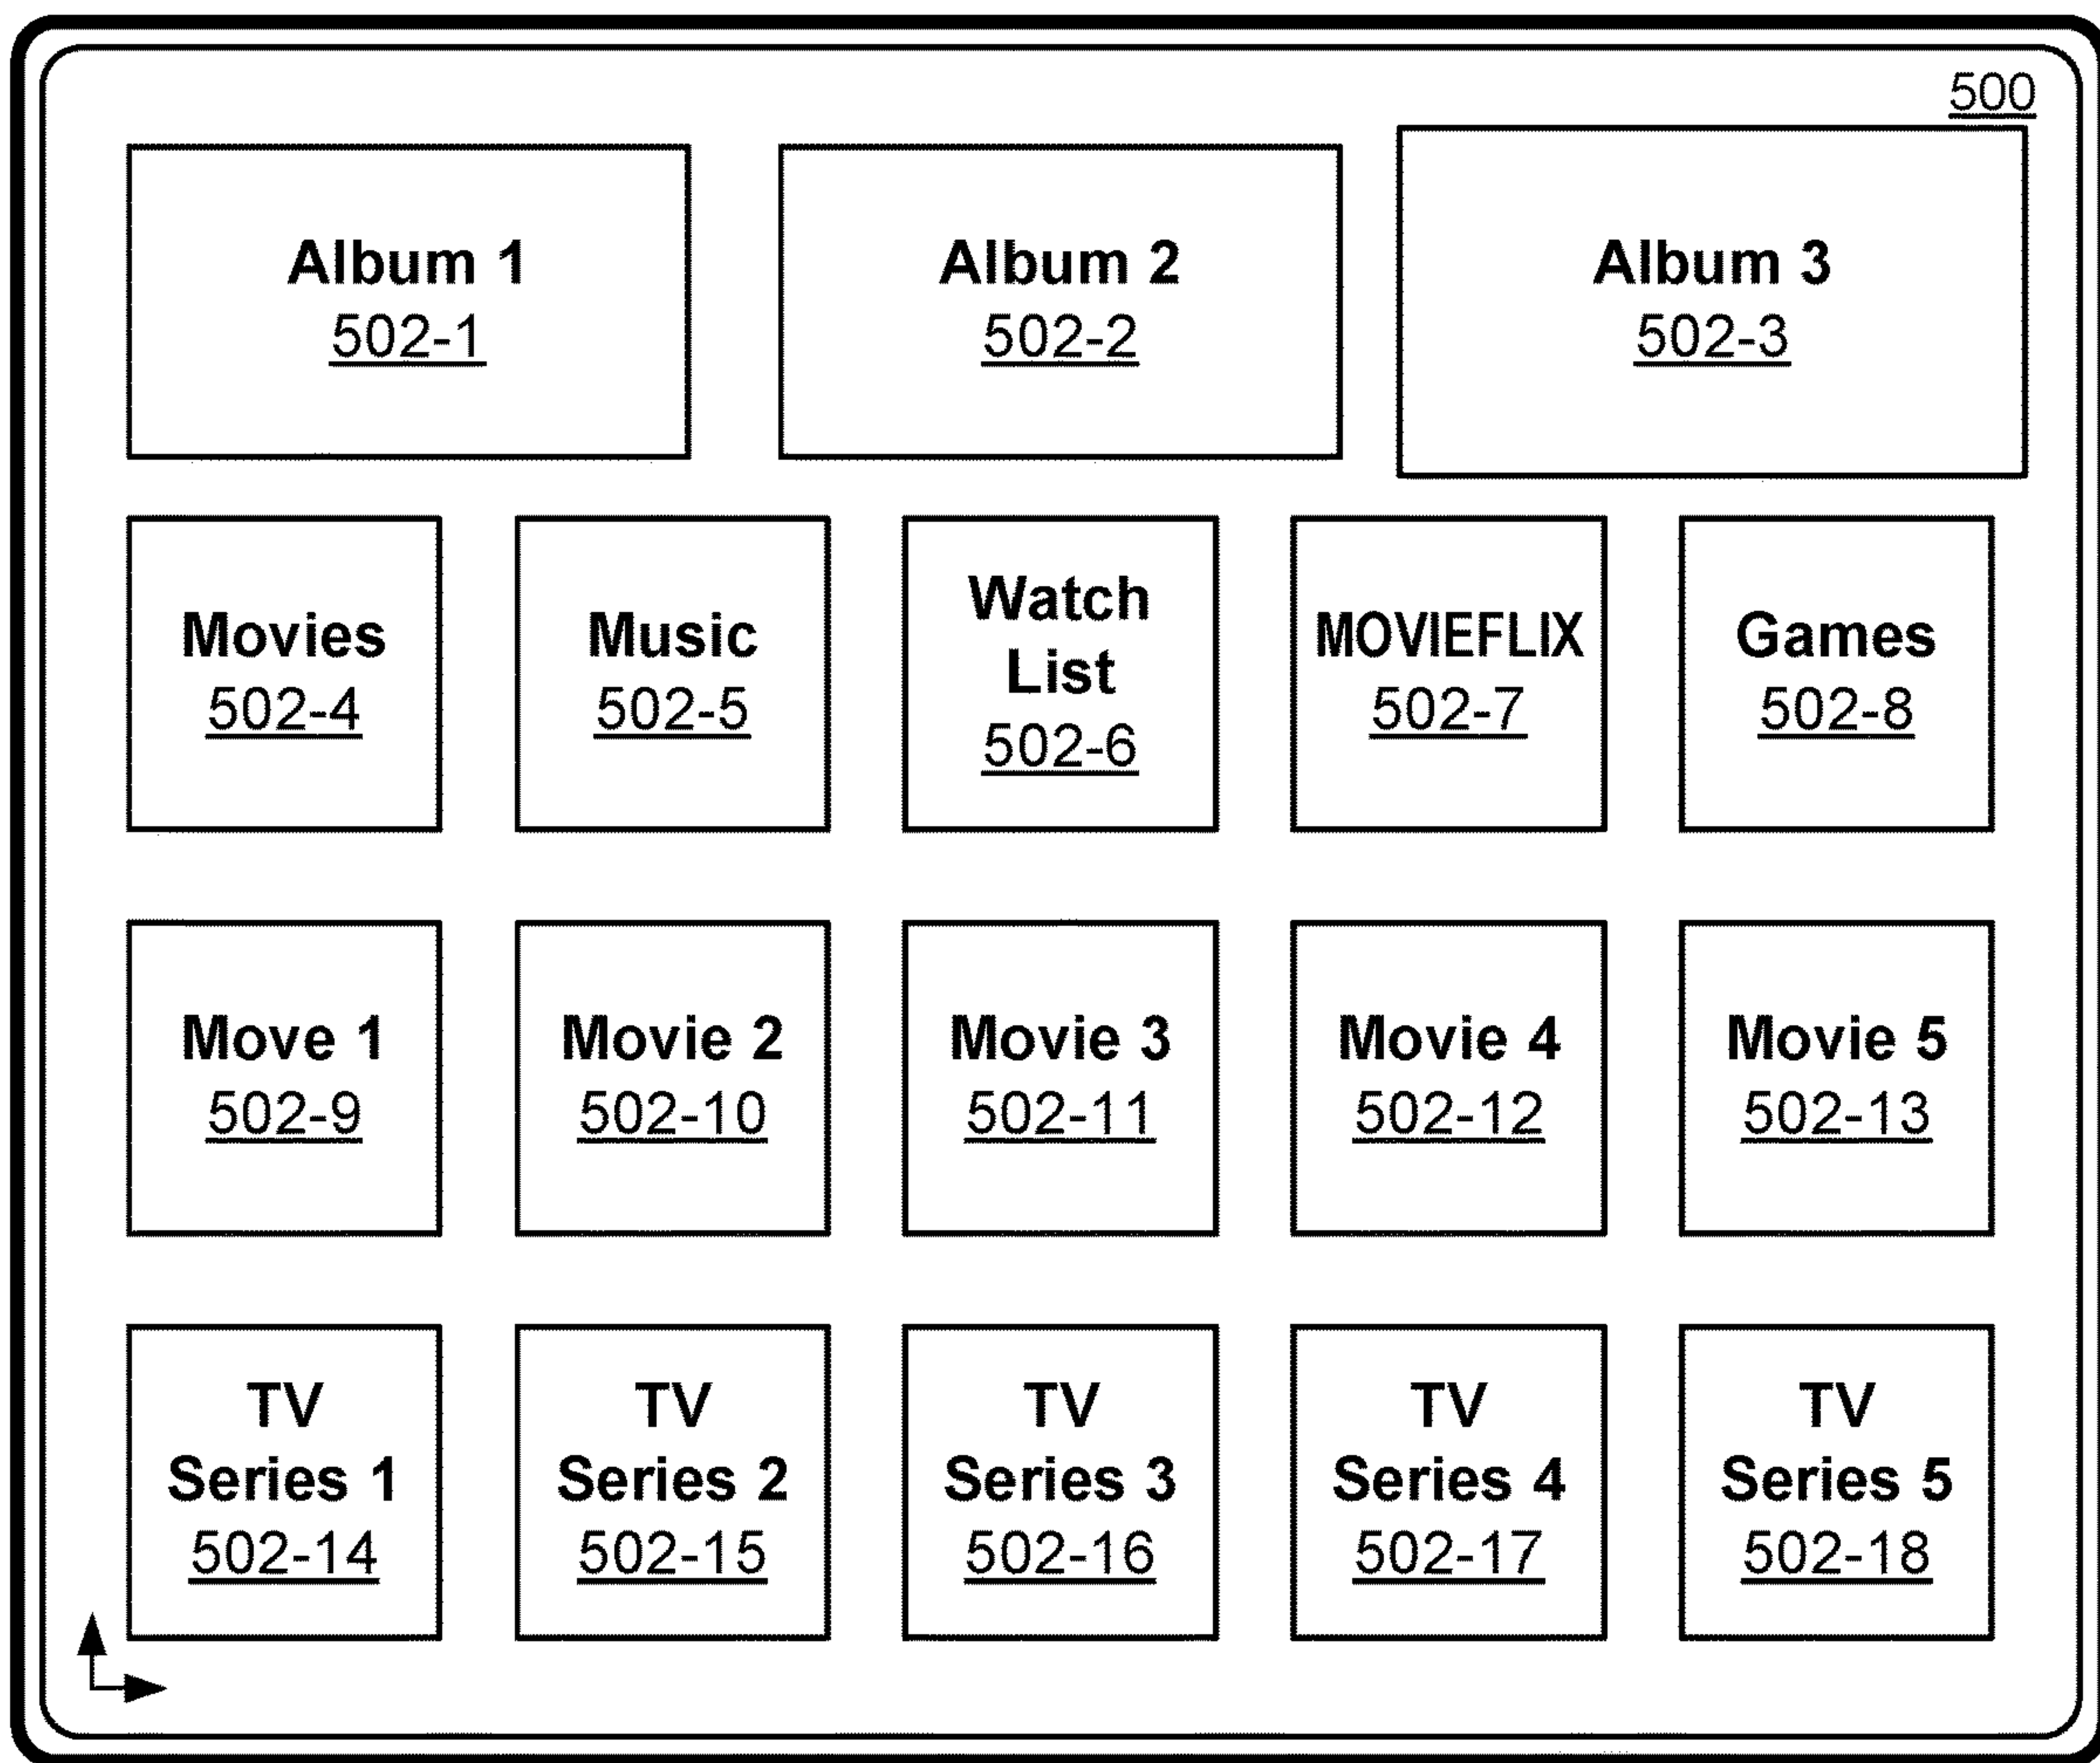 500
Album 1
502-1
Album 2
502-2
Album 3
502-3
Movies
502-4
Music
502-5
Watch
List
502-6
MOVIEFLIX
502-7
Games
502-8
Move 1
502-9
Movie 2
502-10
Movie 3
502-11
Movie 4
502-12
Movie 5
502-13
TV
Series 1
502-14
TV
Series 2
502-15
TV
Series 3
502-16
TV
Series 4
502-17
TV
Series 5
502-18